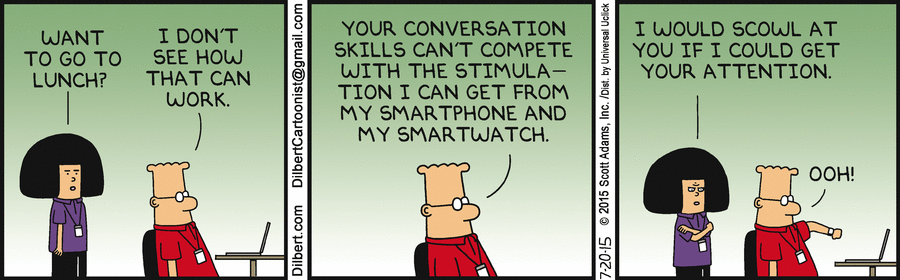 WANT
TO GO TO
LUNCH?
I DON'T
SEE HOW
THAT CAN
WORK.
Dilbert.com DilbertCartoonist@gmail.com
YOUR CONVERSATION
SKILLS CAN'T COMPETE
WITH THE STIMULA–
TION I CAN GET FROM
MY SMARTPHONE AND
MY SMARTWATCH.
7-20-15 © 2015 Scott Adams, Inc. /Dist. by Universal Uclick
I WOULD SCOWL AT
YOU IF I COULD GET
YOUR ATTENTION.
OOH!